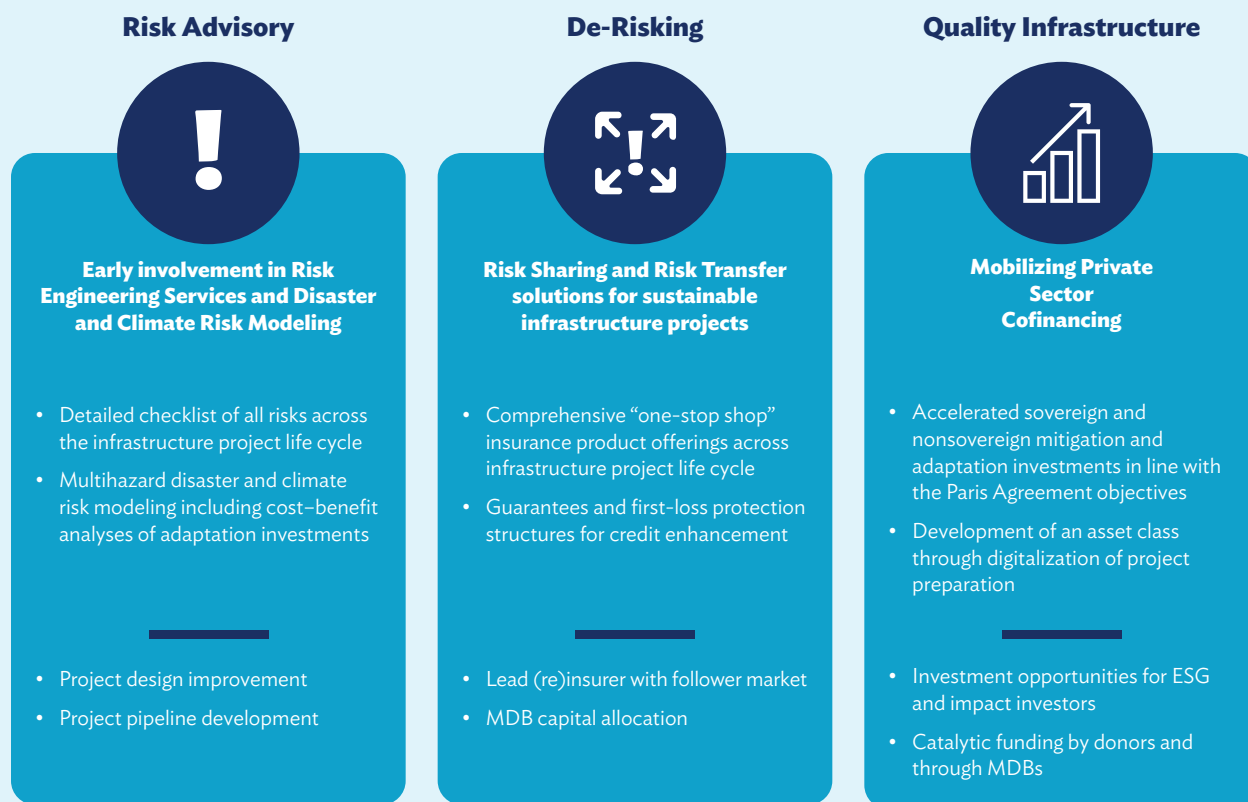 Risk Advisory
Early involvement in Risk
Engineering Services and Disaster
and Climate Risk Modeling
• Detailed checklist of all risks across
the infrastructure project life cycle
• Multihazard disaster and climate
risk modeling including cost–benefit
analyses of adaptation investments
• Project design improvement
• Project pipeline development
De-Risking
Risk Sharing and Risk Transfer
solutions for sustainable
infrastructure projects
• Comprehensive “one-stop shop”
insurance product offerings across
infrastructure project life cycle
• Guarantees and first-loss protection
structures for credit enhancement
• Lead (re)insurer with follower market
• MDB capital allocation
Quality Infrastructure
Mobilizing Private
Sector
Cofinancing
• Accelerated sovereign and
nonsovereign mitigation and
adaptation investments in line with
the Paris Agreement objectives
• Development of an asset class
through digitalization of project
preparation
• Investment opportunities for ESG
and impact investors
• Catalytic funding by donors and
through MDBs